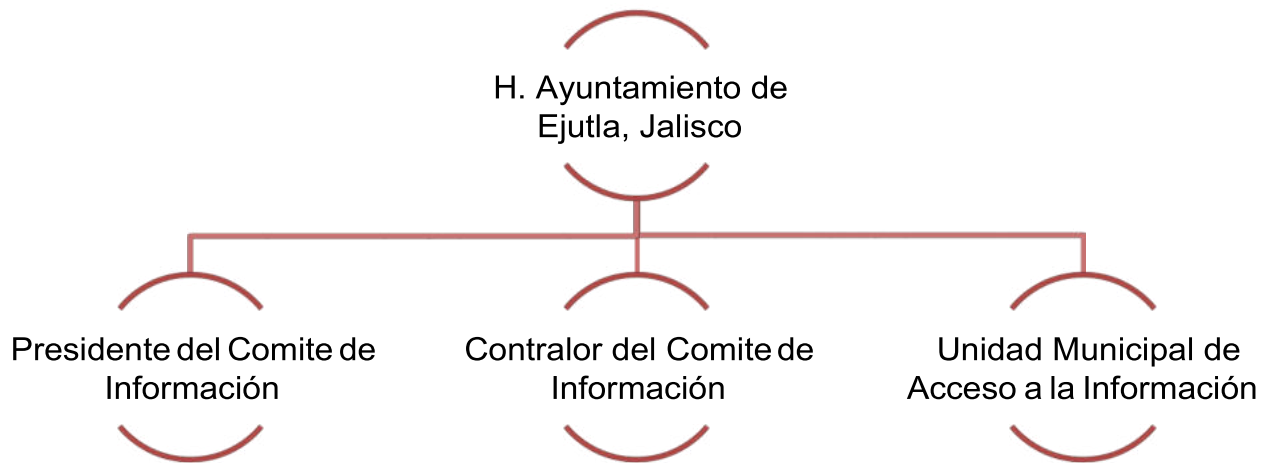 H. Ayuntamiento de
Ejutla, Jalisco
Presidente del Comite de
Información
Contralor del Comite de
Información
Unidad Municipal de
Acceso a la Información